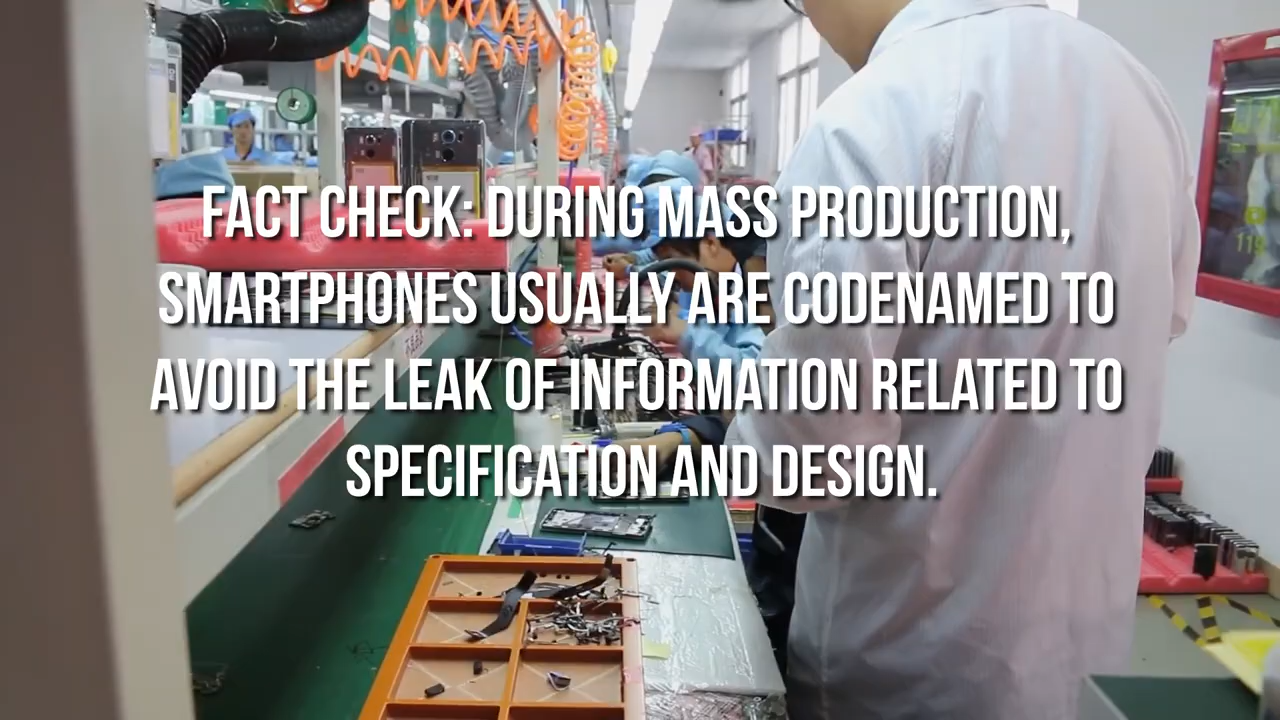 FACT CHECK: DURING MASS PRODUCTION,
SMARTPHONES USUALLY ARE CODENAMED TO
AVOID THE LEAK OF INFORMATION RELATED TO
SPECIFICATION AND DESIGN.